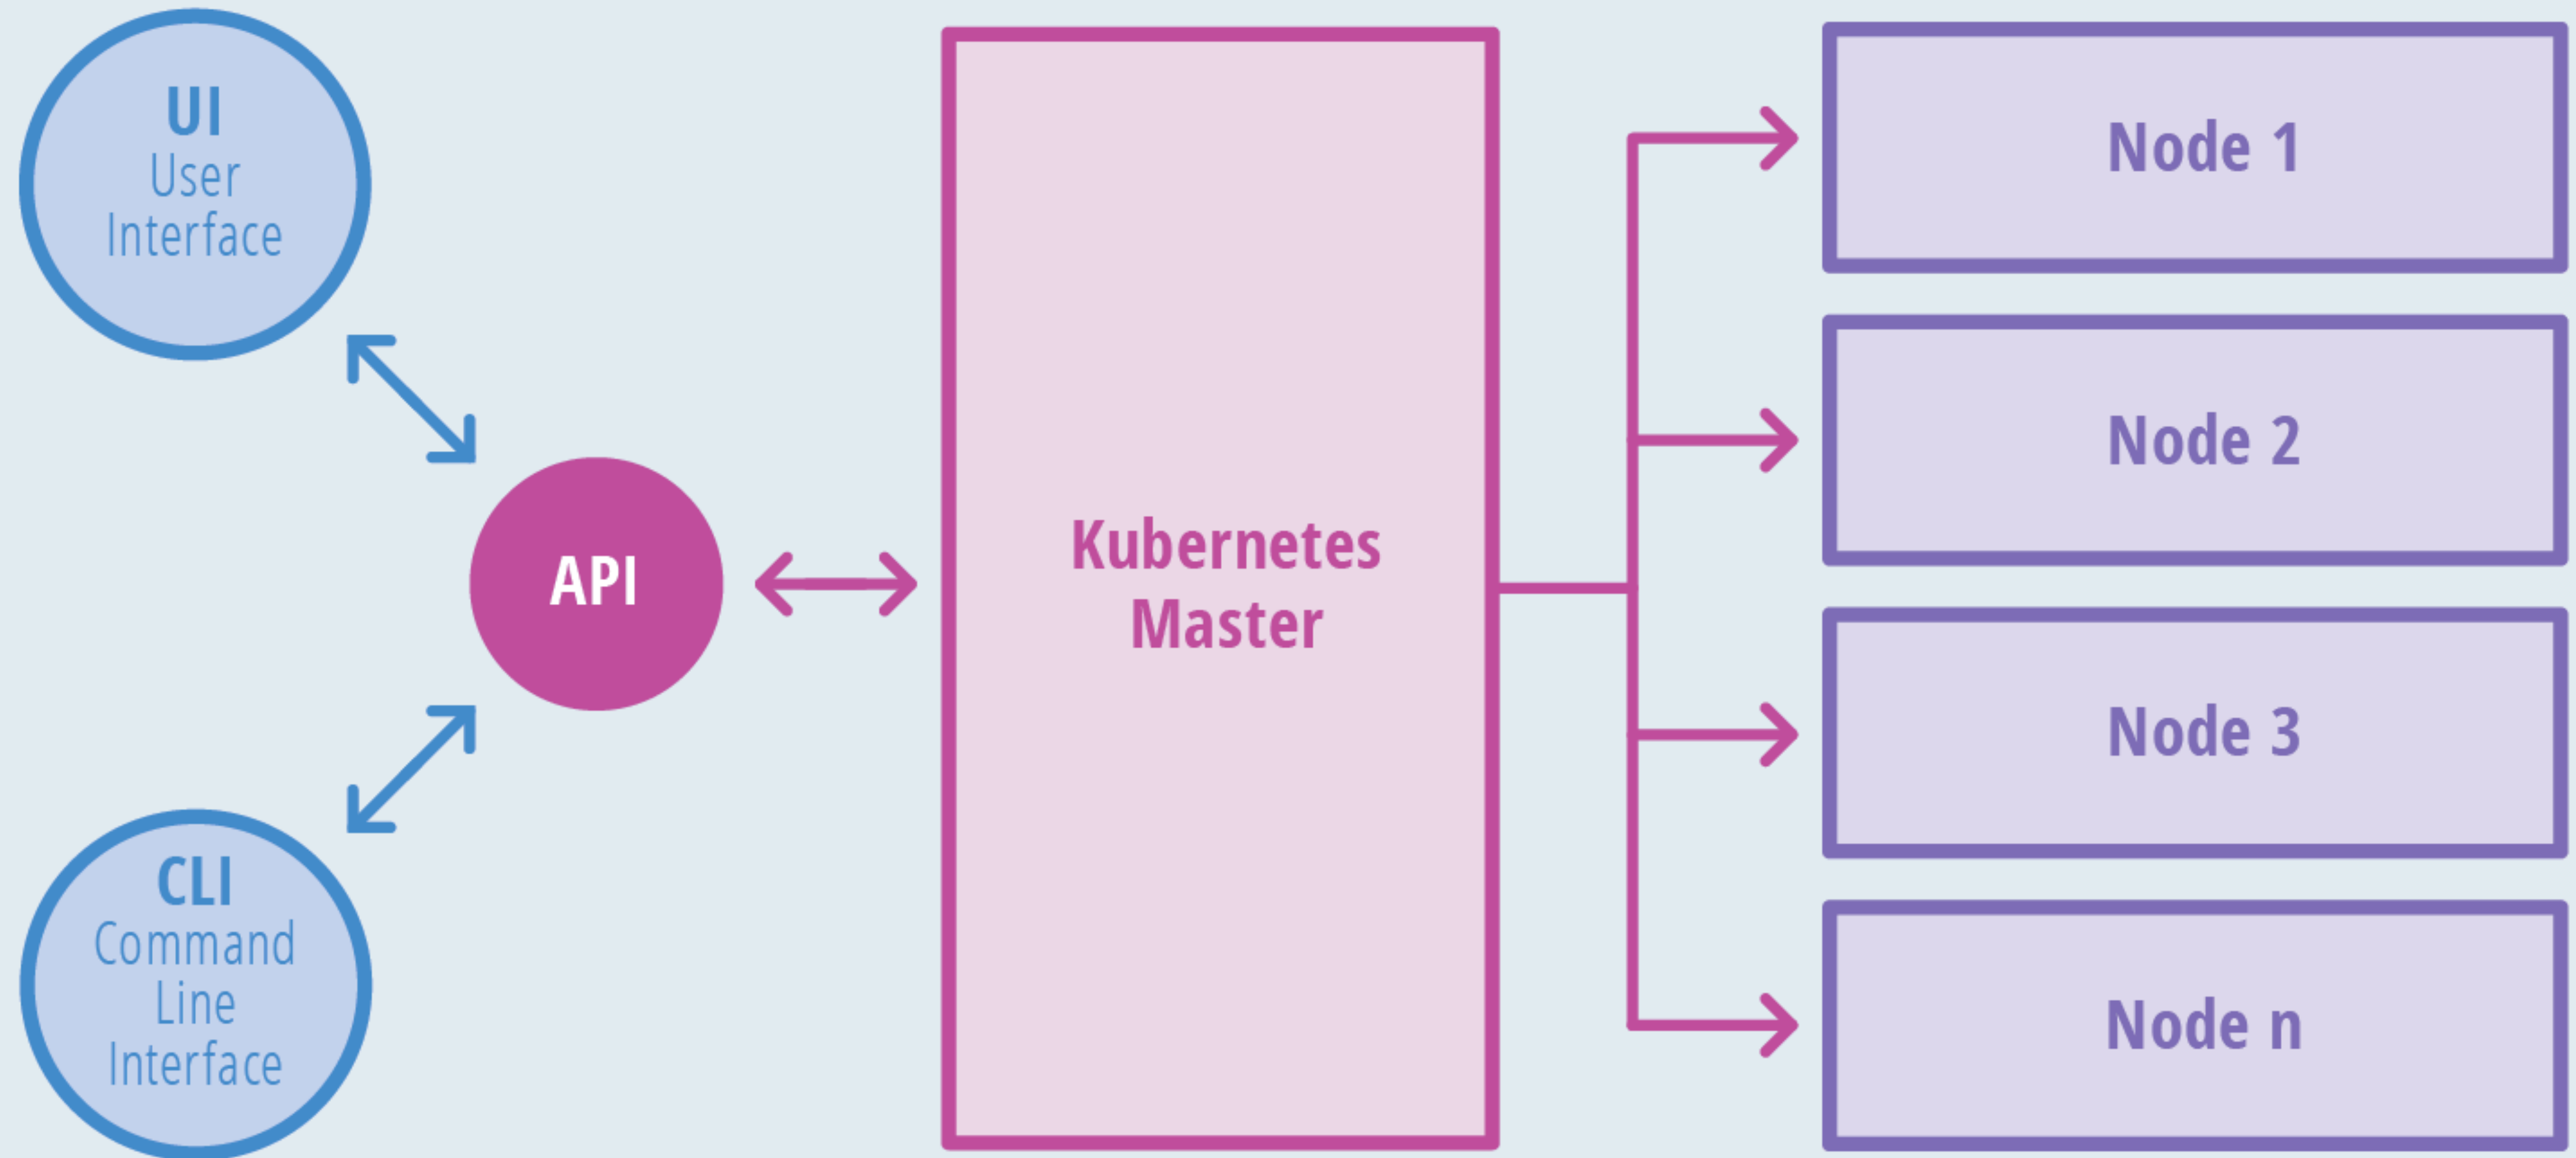 UI
User
Interface
API
CLI
Command
Line
Interface
Kubernetes
Master
Node 1
Node 2
Node 3
Node n